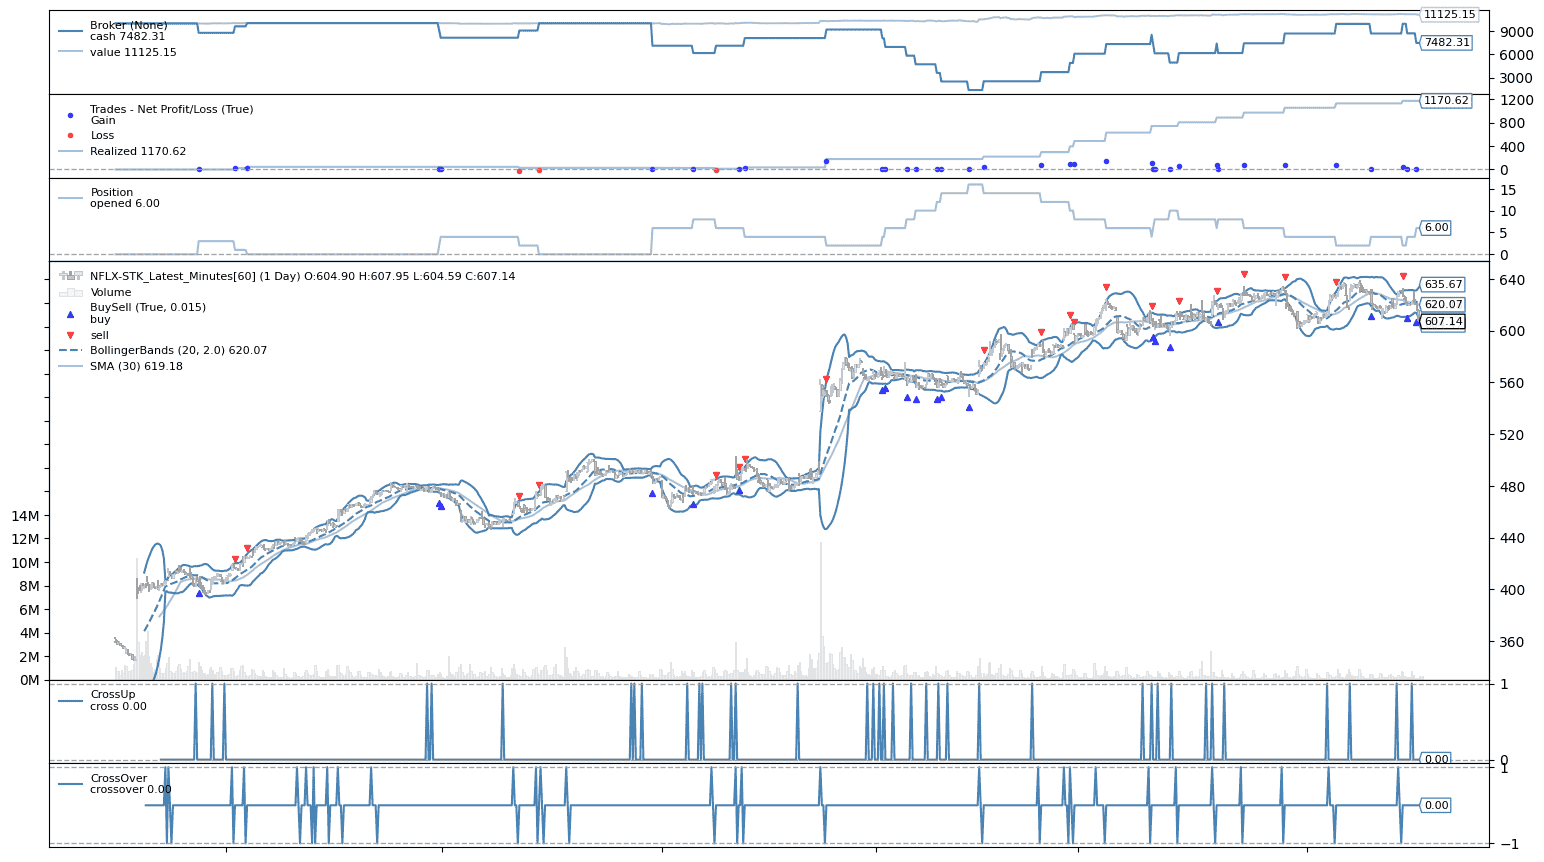 Broker (None)
cash 7482.31
value 11125.15
11125.15
9000
7482.31
6000
3000
Trades - Net Profit/Loss (True)
Gain
Loss
Realized 1170.62
1200
1170.62
800
400
0
Position
opened 6.00
15
10
6.00
5
0
NFLX-STK_Latest_Minutes[60] (1 Day) O:604.90 H:607.95 L:604.59 C:607.14
Volume
BuySell (True, 0.015)
buy
sell
BollingerBands (20, 2.0) 620.07
SMA (30) 619.18
640
635.67
620.07
607.14
600
560
520
480
440
400
360
14M
12M
10M
8M
6M
4M
2M
0M
CrossUp
cross 0.00
1
0.00
0
CrossOver
crossover 0.00
1
0.00
−1